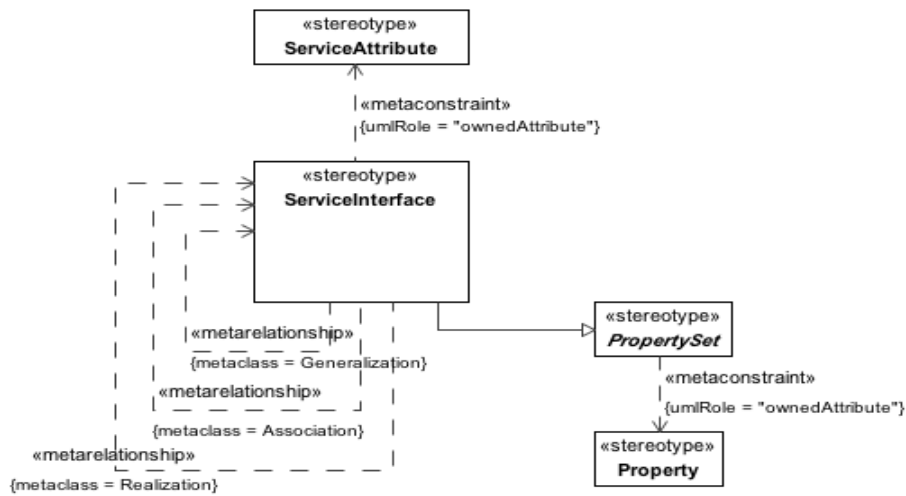 «stereotype»
ServiceAttribute
«metaconstraint»
{umlRole = "ownedAttribute"}
«stereotype»
ServiceInterface
«stereotype»
PropertySet
«metarelationship»
{metaclass = Generalization}
«metaconstraint»
{umlRole = "ownedAttribute"}
«metarelationship»
{metaclass = Association}
«stereotype»
Property
«metarelationship»
{metaclass = Realization}